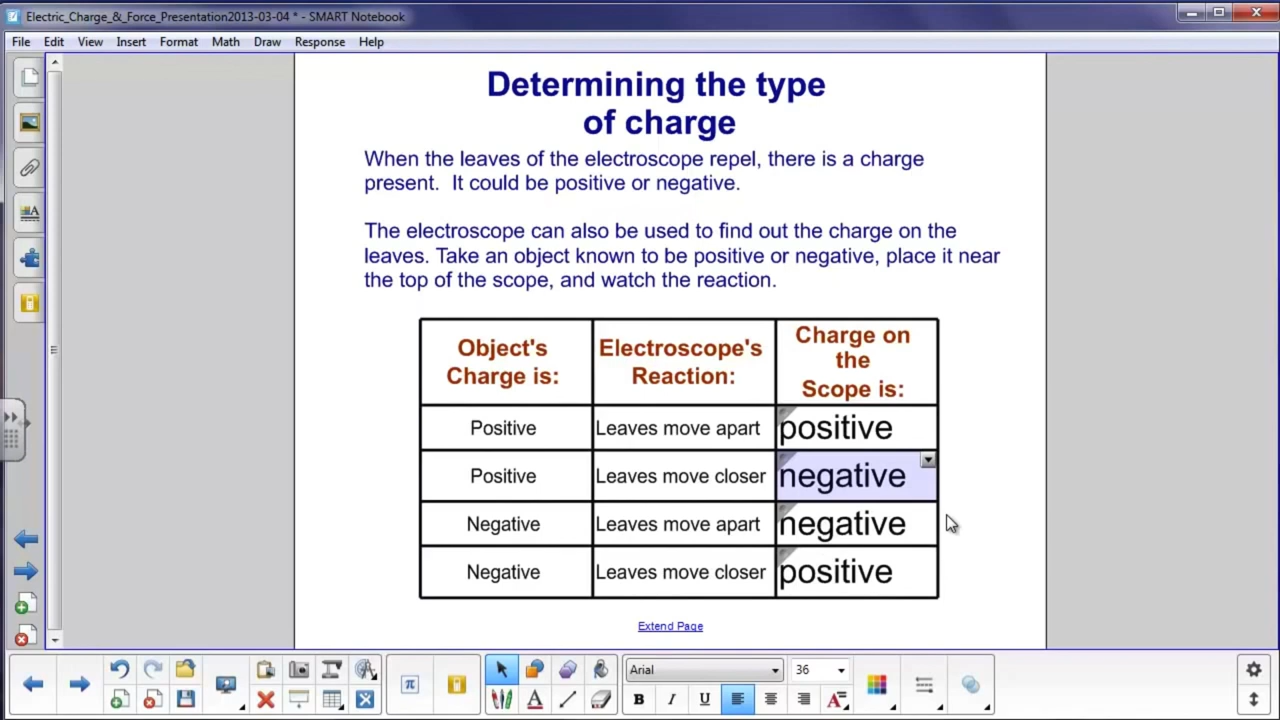 Electric_Charge_&_Force_Presentation2013-03-04 * - SMART Notebook
File Edit View Insert Format Math Draw Response Help
Determining the type
of charge
When the leaves of the electroscope repel, there is a charge
present.  It could be positive or negative.
The electroscope can also be used to find out the charge on the
leaves. Take an object known to be positive or negative, place it near
the top of the scope, and watch the reaction.
Object's
Charge is:
Electroscope's
Reaction:
Charge on
the
Scope is:
Positive Leaves move apart positive
Positive Leaves move closer negative
Negative Leaves move apart negative
Negative Leaves move closer positive
Extend Page
π
Arial 36
B I U A